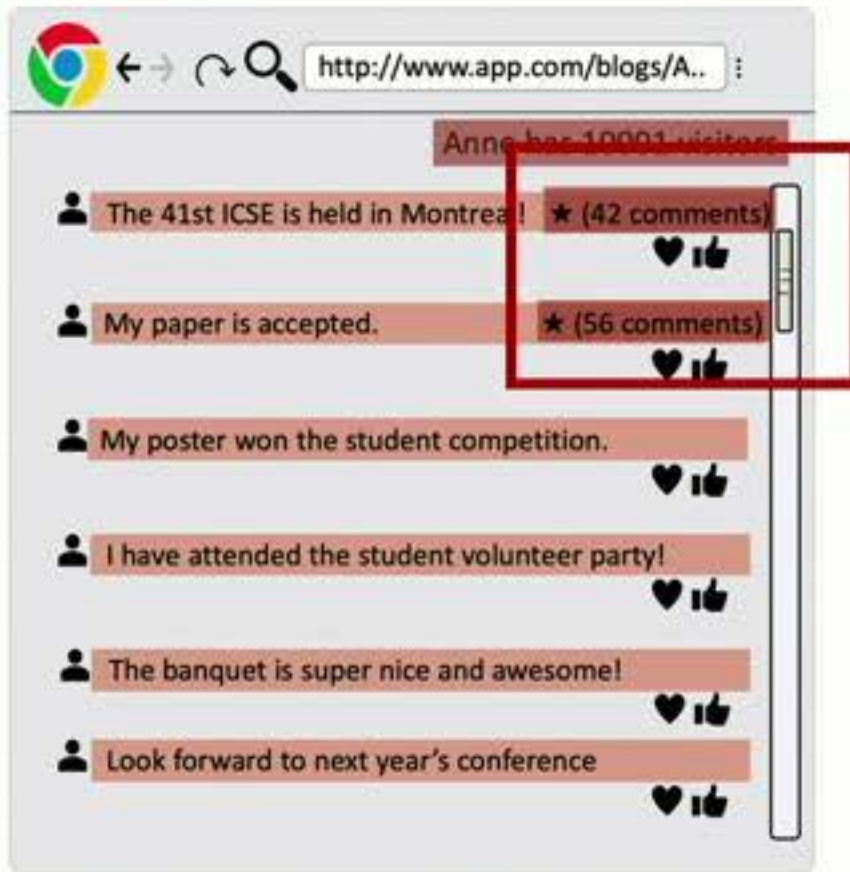 http://www.app.com/blogs/A..
Anne has 10001 visitors
The 41st ICSE is held in Montreal! ★ (42 comments)
My paper is accepted. ★ (56 comments)
My poster won the student competition.
I have attended the student volunteer party!
The banquet is super nice and awesome!
Look forward to next year's conference